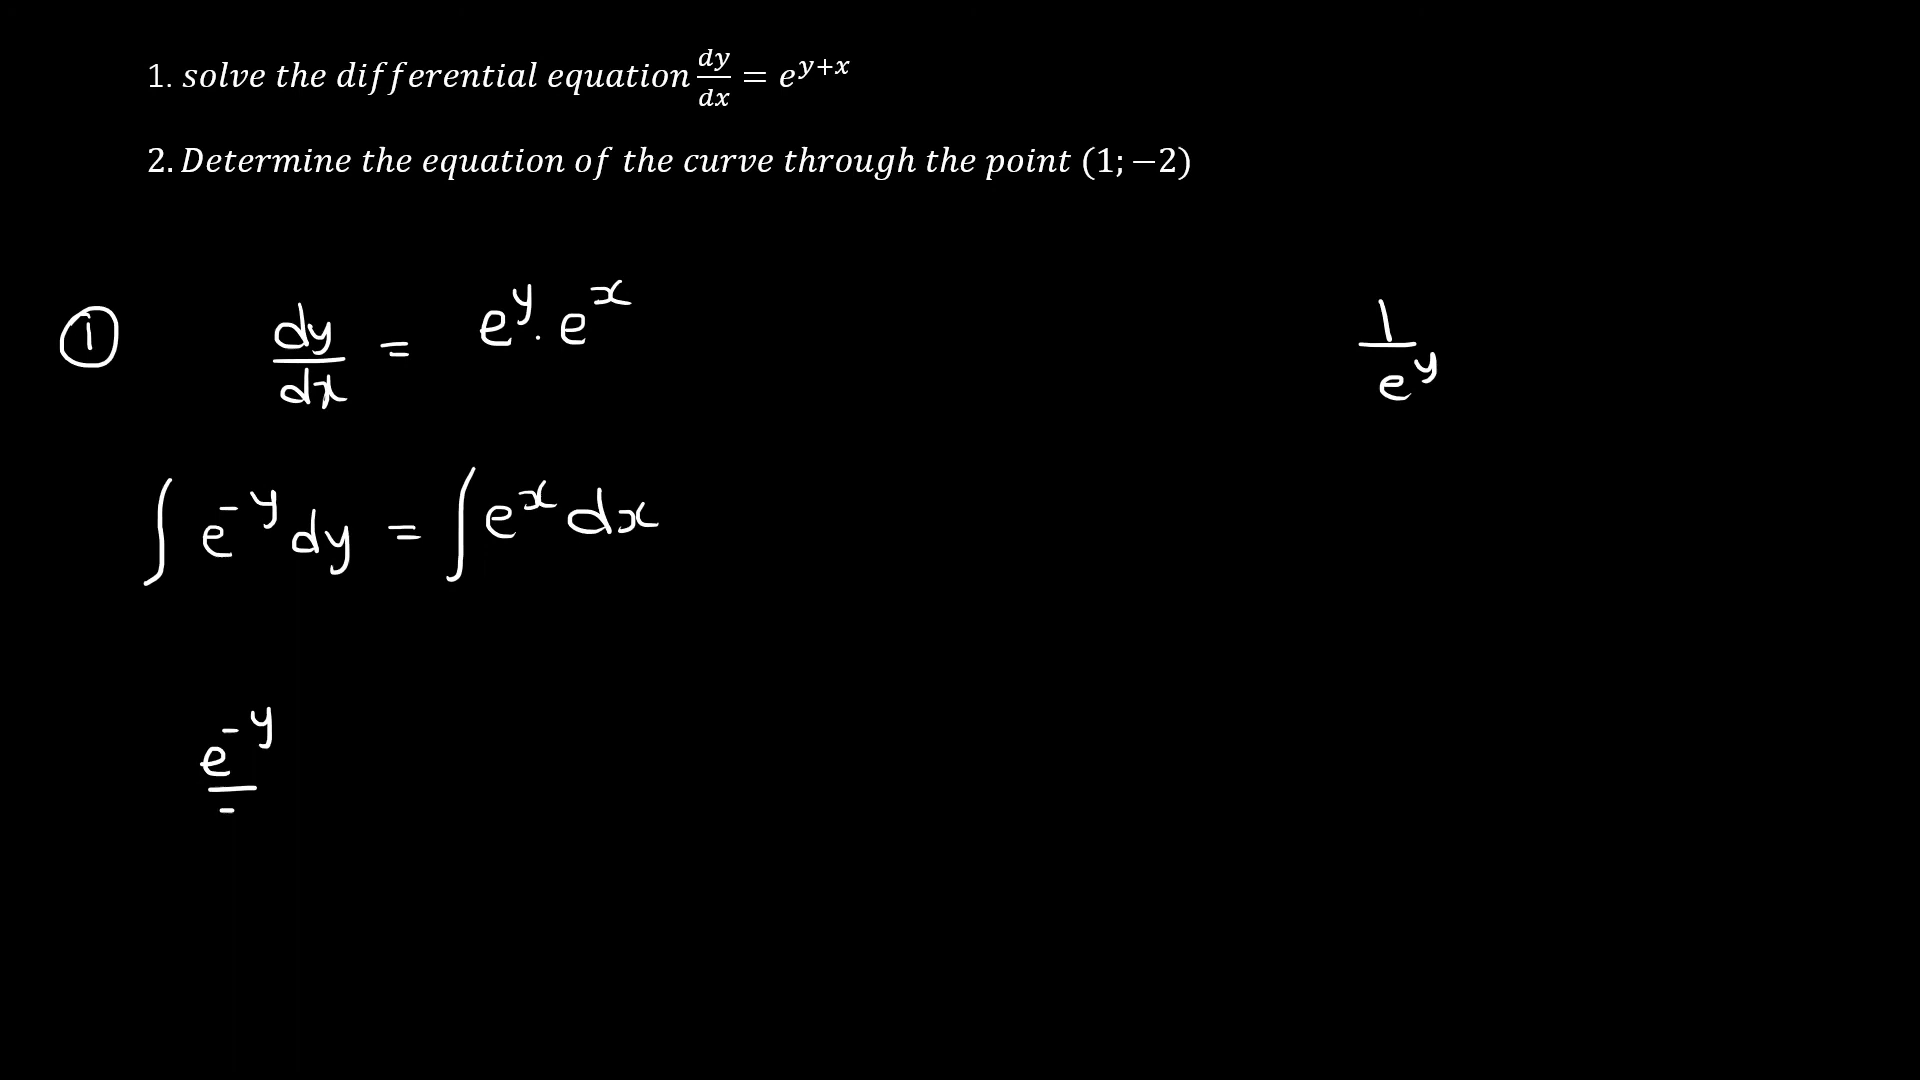 1. solve the differential equation dy/dx = e^{y+x}
2. Determine the equation of the curve through the point (1; −2)
① dy/dx = e^y . e^x
1/e^y
∫ e^{-y} dy = ∫ e^x dx
e^{-y}/-